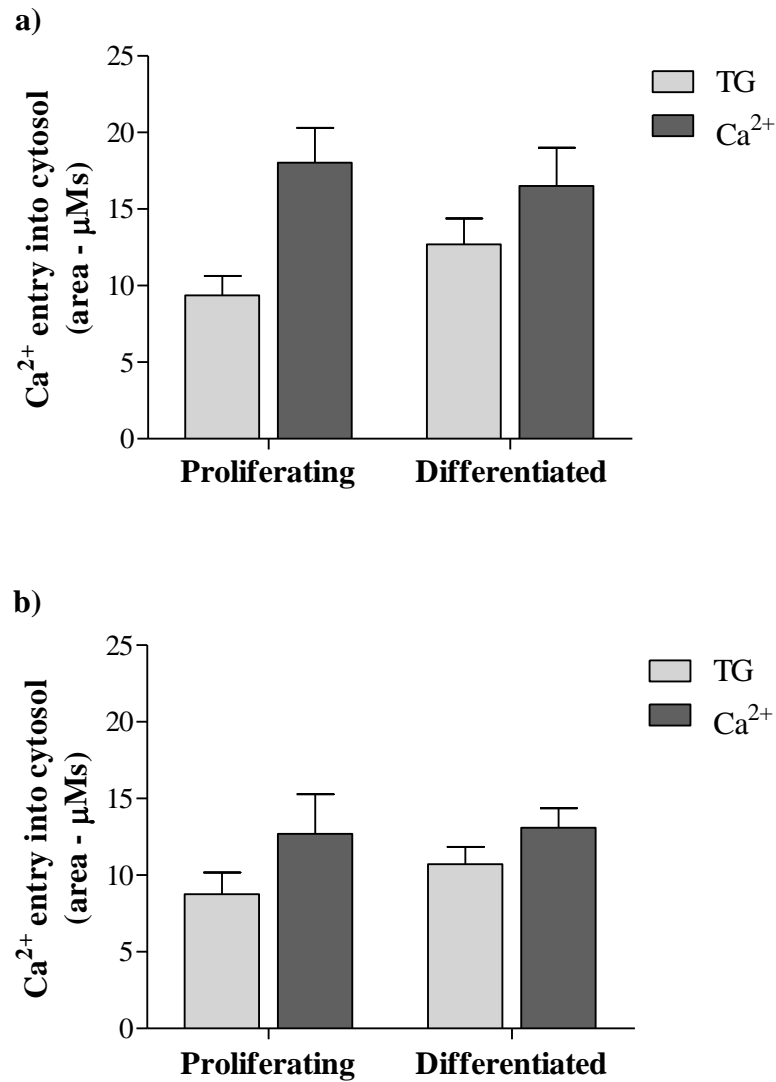 a)
Ca²⁺ entry into cytosol
(area - μMs)
25
20
15
10
5
0
Proliferating
Differentiated
TG
Ca²⁺
b)
Ca²⁺ entry into cytosol
(area - μMs)
25
20
15
10
5
0
Proliferating
Differentiated
TG
Ca²⁺